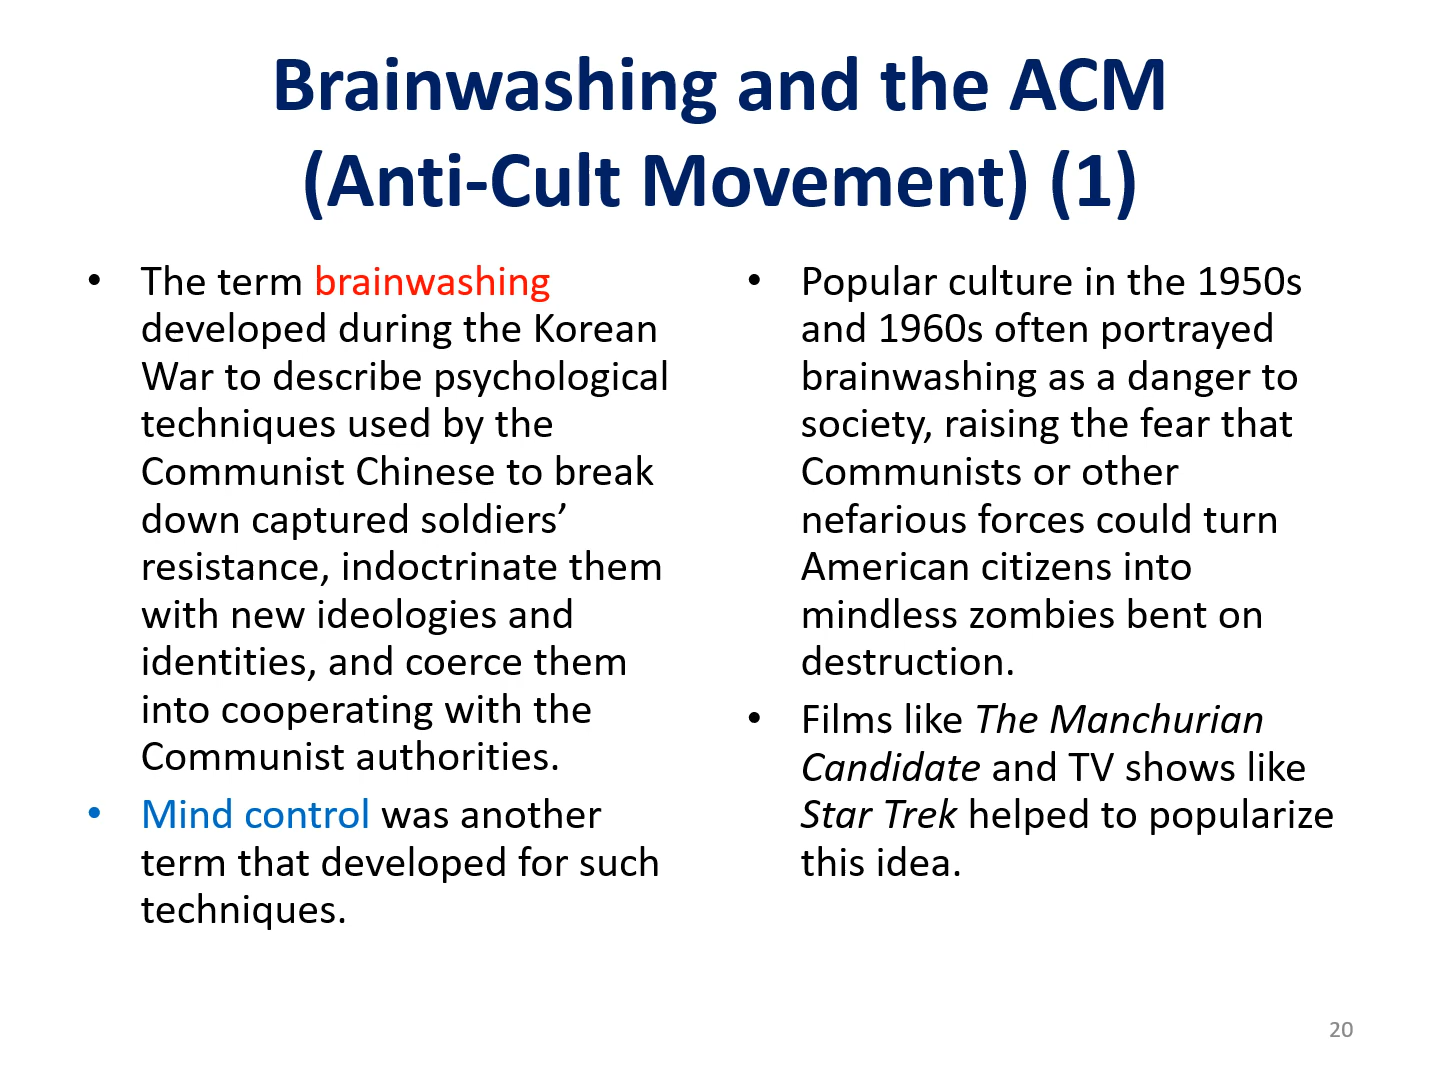 Brainwashing and the ACM
(Anti-Cult Movement) (1)
• The term brainwashing
developed during the Korean
War to describe psychological
techniques used by the
Communist Chinese to break
down captured soldiers’
resistance, indoctrinate them
with new ideologies and
identities, and coerce them
into cooperating with the
Communist authorities.
• Mind control was another
term that developed for such
techniques.
• Popular culture in the 1950s
and 1960s often portrayed
brainwashing as a danger to
society, raising the fear that
Communists or other
nefarious forces could turn
American citizens into
mindless zombies bent on
destruction.
• Films like The Manchurian
Candidate and TV shows like
Star Trek helped to popularize
this idea.
20